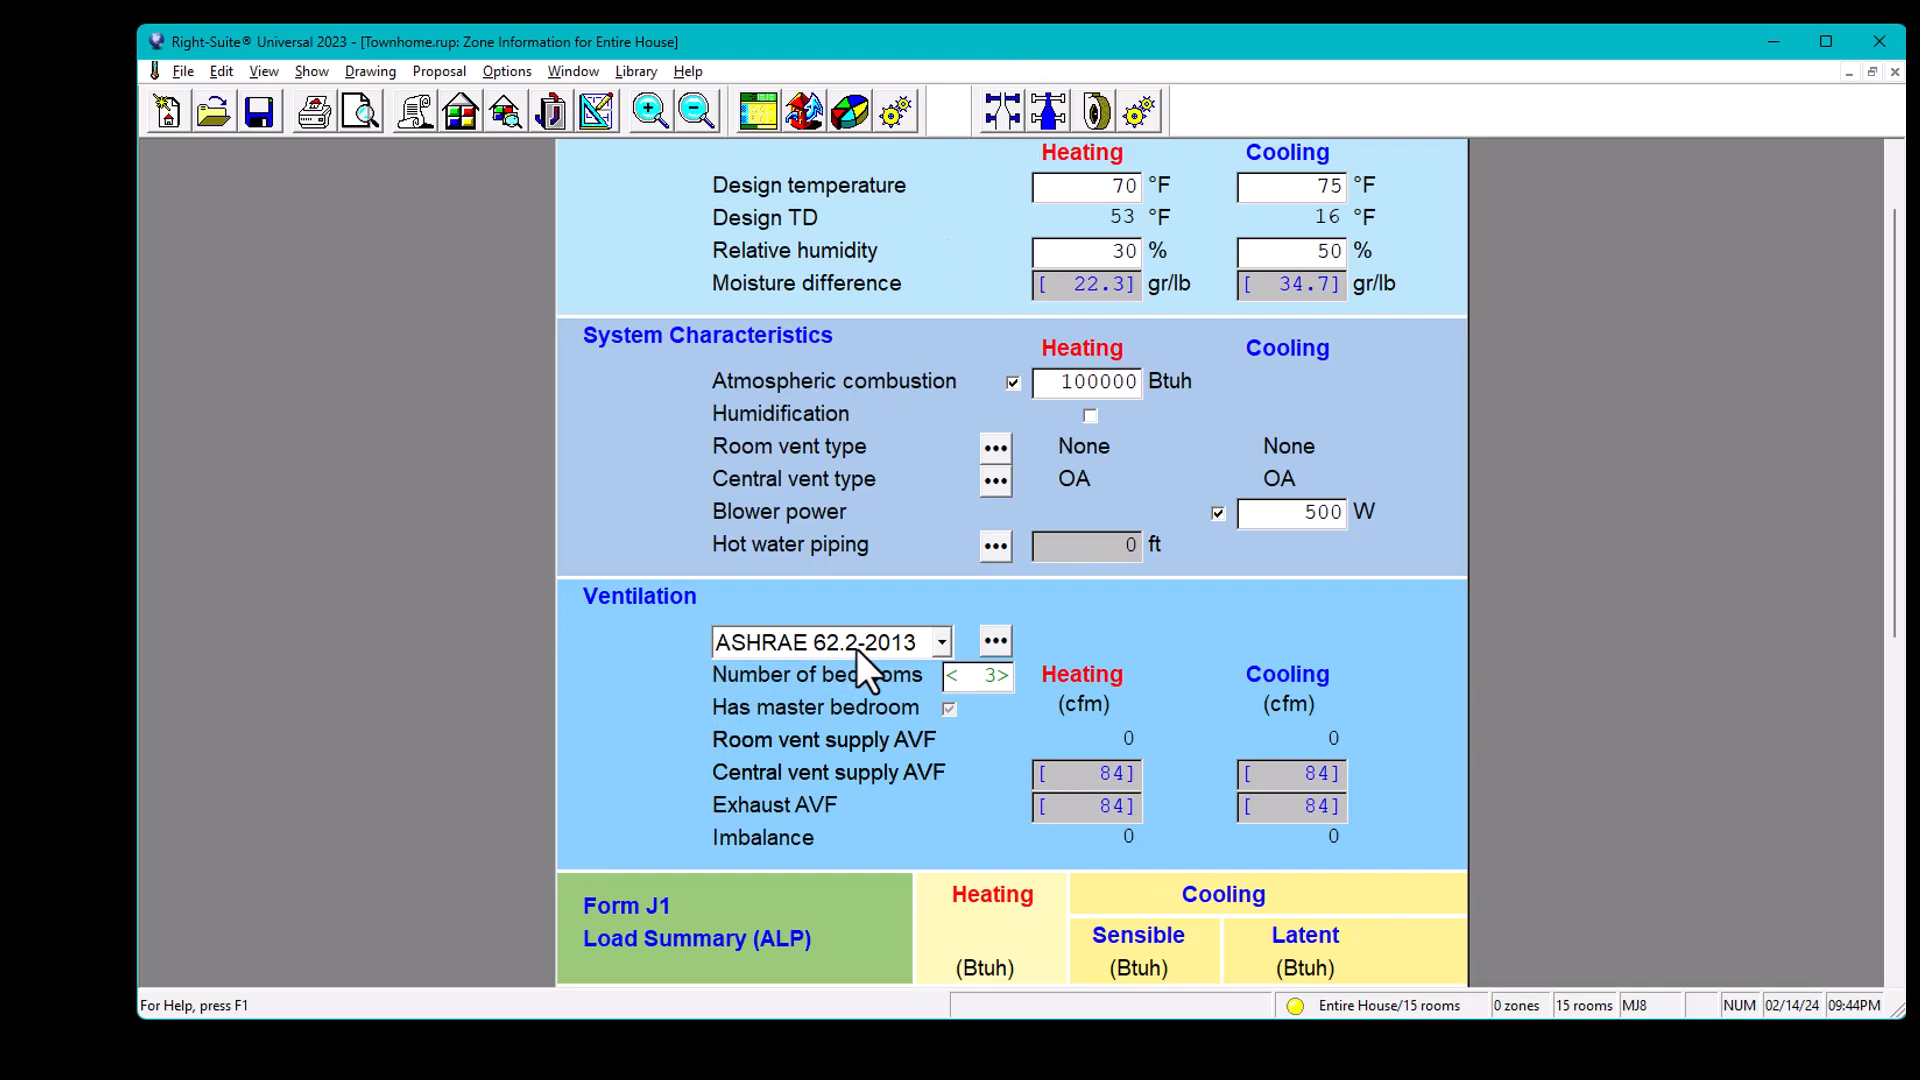 Right-Suite® Universal 2023 - [Townhome.rup: Zone Information for Entire House]
File Edit View Show Drawing Proposal Options Window Library Help
Heating Cooling
Design temperature 70 °F 75 °F
Design TD 53 °F 16 °F
Relative humidity 30 % 50 %
Moisture difference [ 22.3] gr/lb [ 34.7] gr/lb
System Characteristics
Heating Cooling
Atmospheric combustion 100000 Btuh
Humidification
Room vent type ••• None None
Central vent type ••• OA OA
Blower power 500 W
Hot water piping ••• 0 ft
Ventilation
ASHRAE 62.2-2013 •••
Number of bedrooms < 3> Heating Cooling
Has master bedroom (cfm) (cfm)
Room vent supply AVF 0 0
Central vent supply AVF [ 84] [ 84]
Exhaust AVF [ 84] [ 84]
Imbalance 0 0
Form J1 Heating Cooling
Load Summary (ALP) Sensible Latent
(Btuh) (Btuh) (Btuh)
For Help, press F1 Entire House/15 rooms 0 zones 15 rooms MJ8 NUM 02/14/24 09:44PM